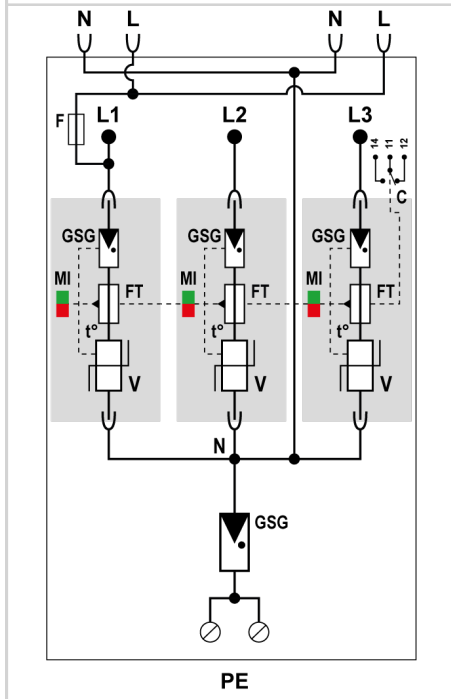 N L N L
F L1 L2 L3
14 11 12
C
GSG GSG GSG
MI FT MI FT MI FT
t° t° t°
V V V
N
GSG
PE